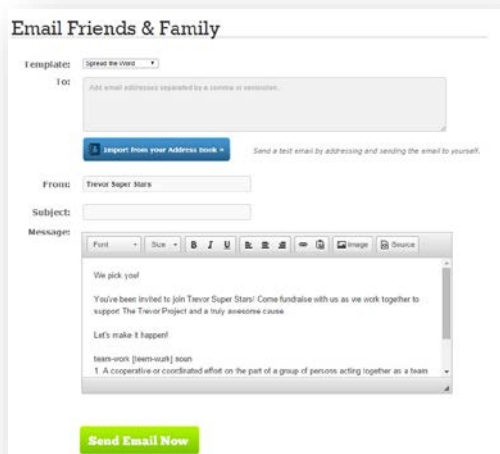 Email Friends & Family
Template: Spread the Word
To: Add email addresses separated by a comma or semicolon.
Import from your Address Book
Send a test email by addressing and sending the email to yourself.
From: Trevor Super Stars
Subject:
Message:
Font Size B I U Image Source
We pick you!
You've been invited to join Trevor Super Stars! Come fundraise with us as we work together to
support The Trevor Project and a truly awesome cause
Let's make it happen!
team-work [teem-wurk] noun
1 A cooperative or coordinated effort on the part of a group of persons acting together as a team
Send Email Now